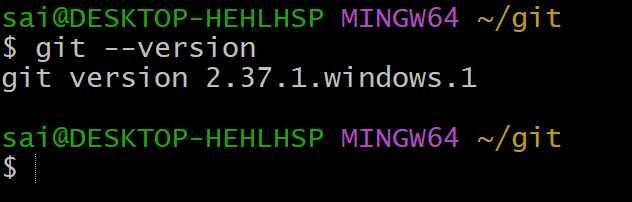 sai@DESKTOP-HEHLHSP MINGW64 ~/git
$ git --version
git version 2.37.1.windows.1
sai@DESKTOP-HEHLHSP MINGW64 ~/git
$